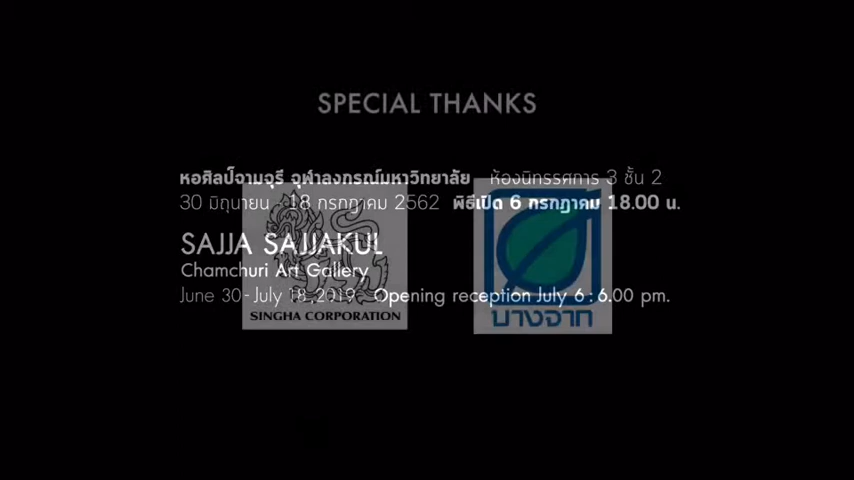 SPECIAL THANKS
หอศิลป์จามจุรี จุฬาลงกรณ์มหาวิทยาลัย ห้องนิทรรศการ 3 ชั้น 2
30 มิถุนายน - 18 กรกฎาคม 2562 พิธีเปิด 6 กรกฎาคม 18.00 น.
SAJJA SAJJAKUL
Chamchuri Art Gallery
June 30 - July 18, 2019 Opening reception July 6 : 6.00 pm.
SINGHA CORPORATION
บางจาก